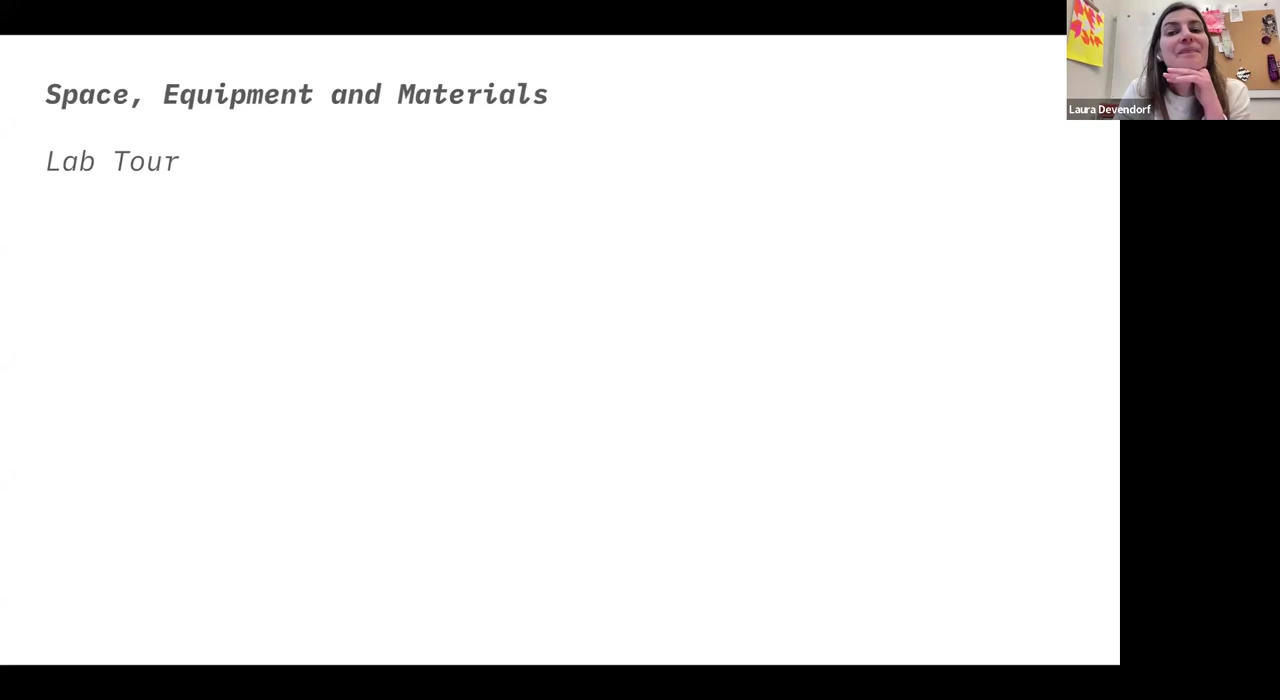 Space, Equipment and Materials
Lab Tour
Laura Devendorf